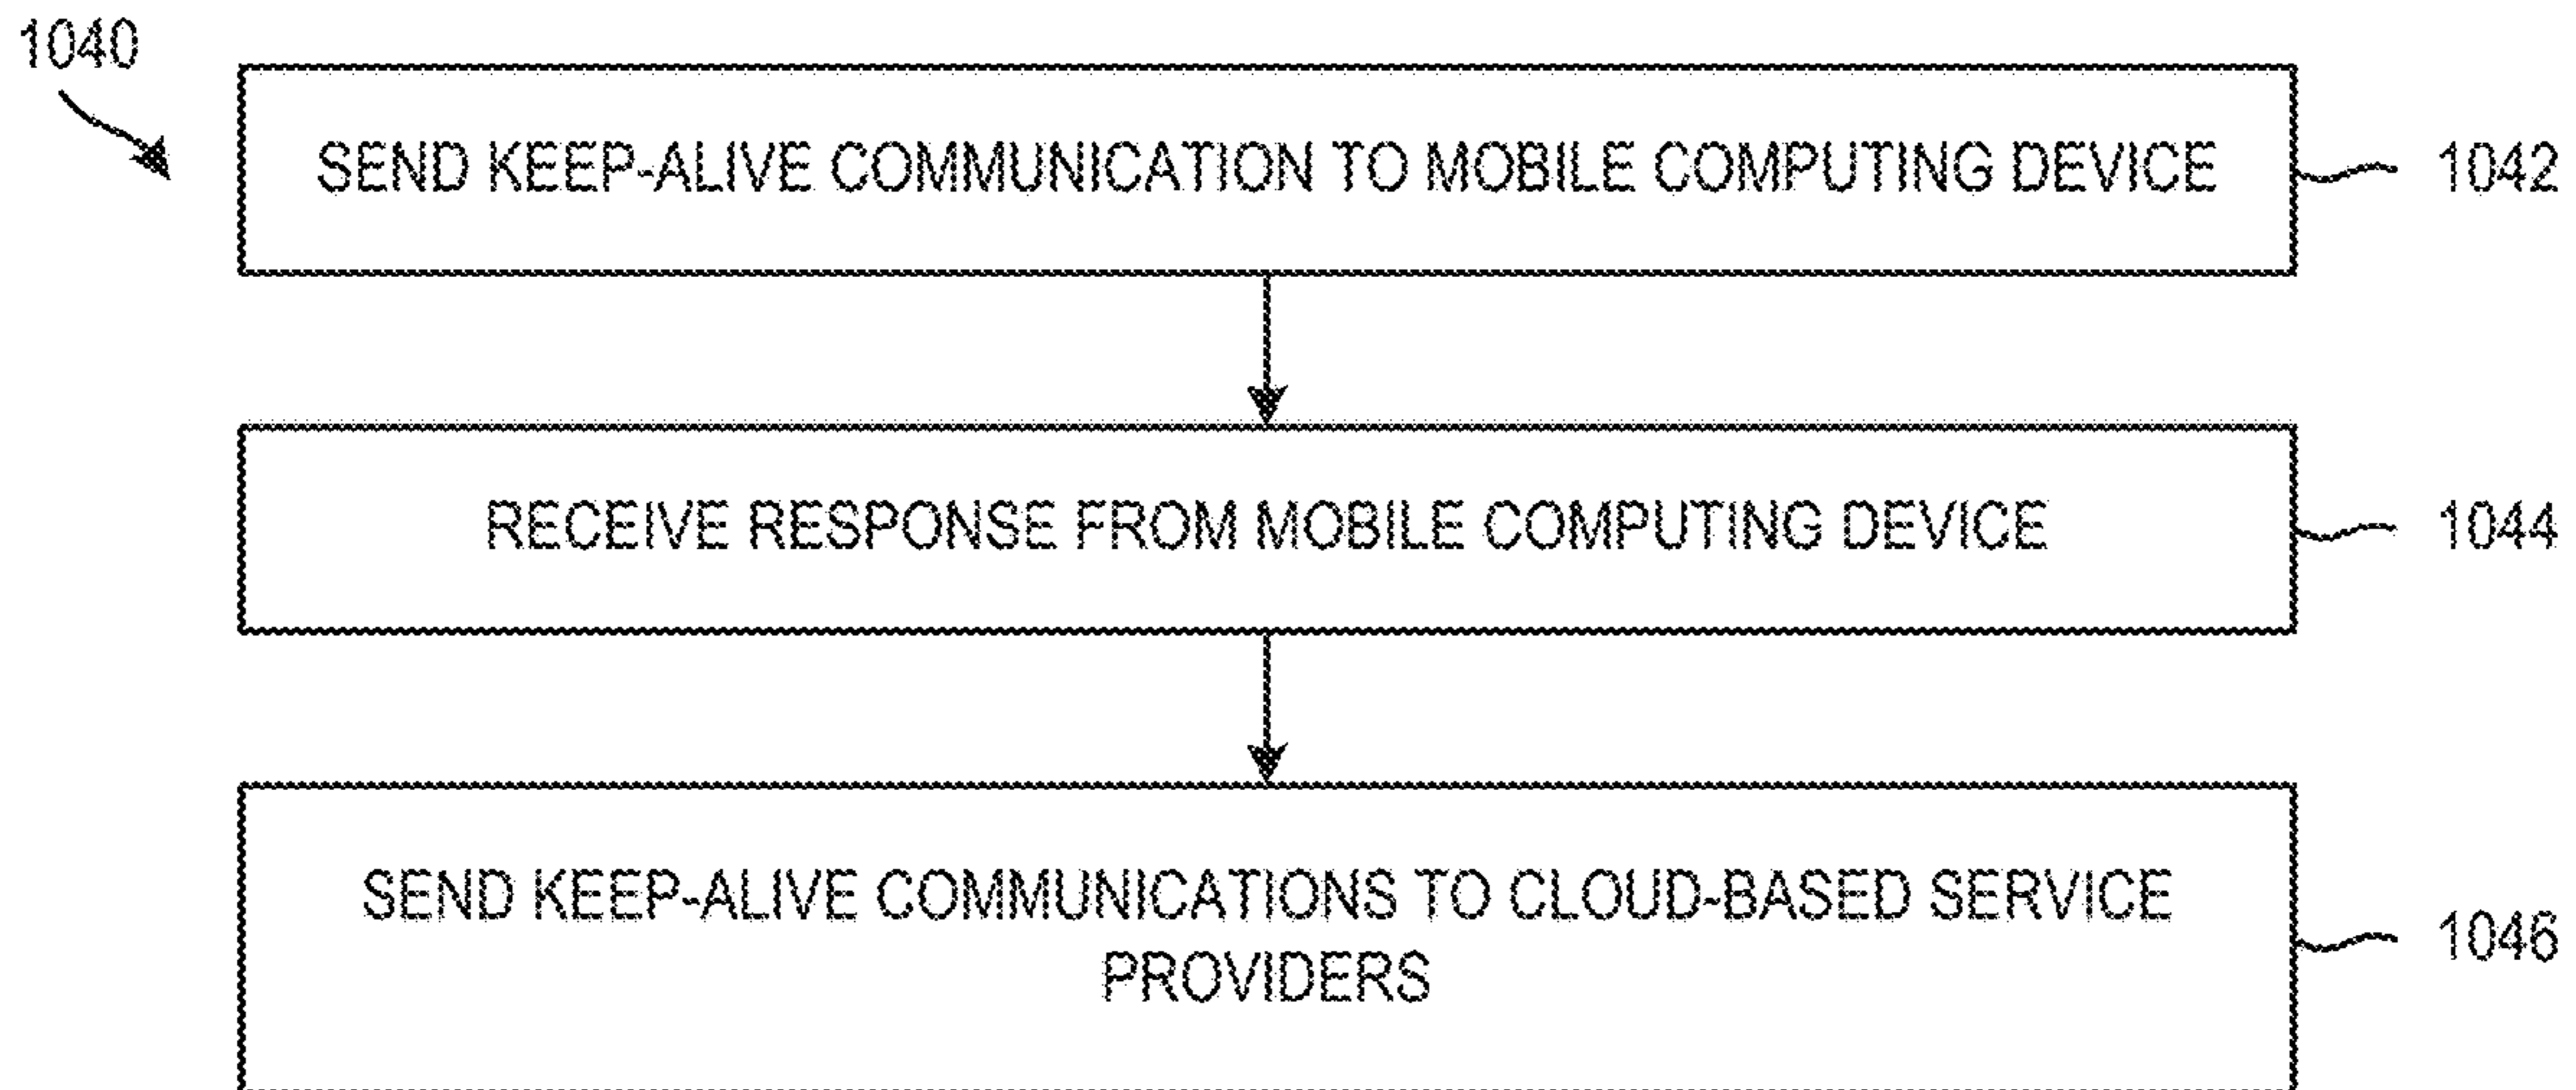 1040
SEND KEEP-ALIVE COMMUNICATION TO MOBILE COMPUTING DEVICE
1042
RECEIVE RESPONSE FROM MOBILE COMPUTING DEVICE
1044
SEND KEEP-ALIVE COMMUNICATIONS TO CLOUD-BASED SERVICE
PROVIDERS
1046